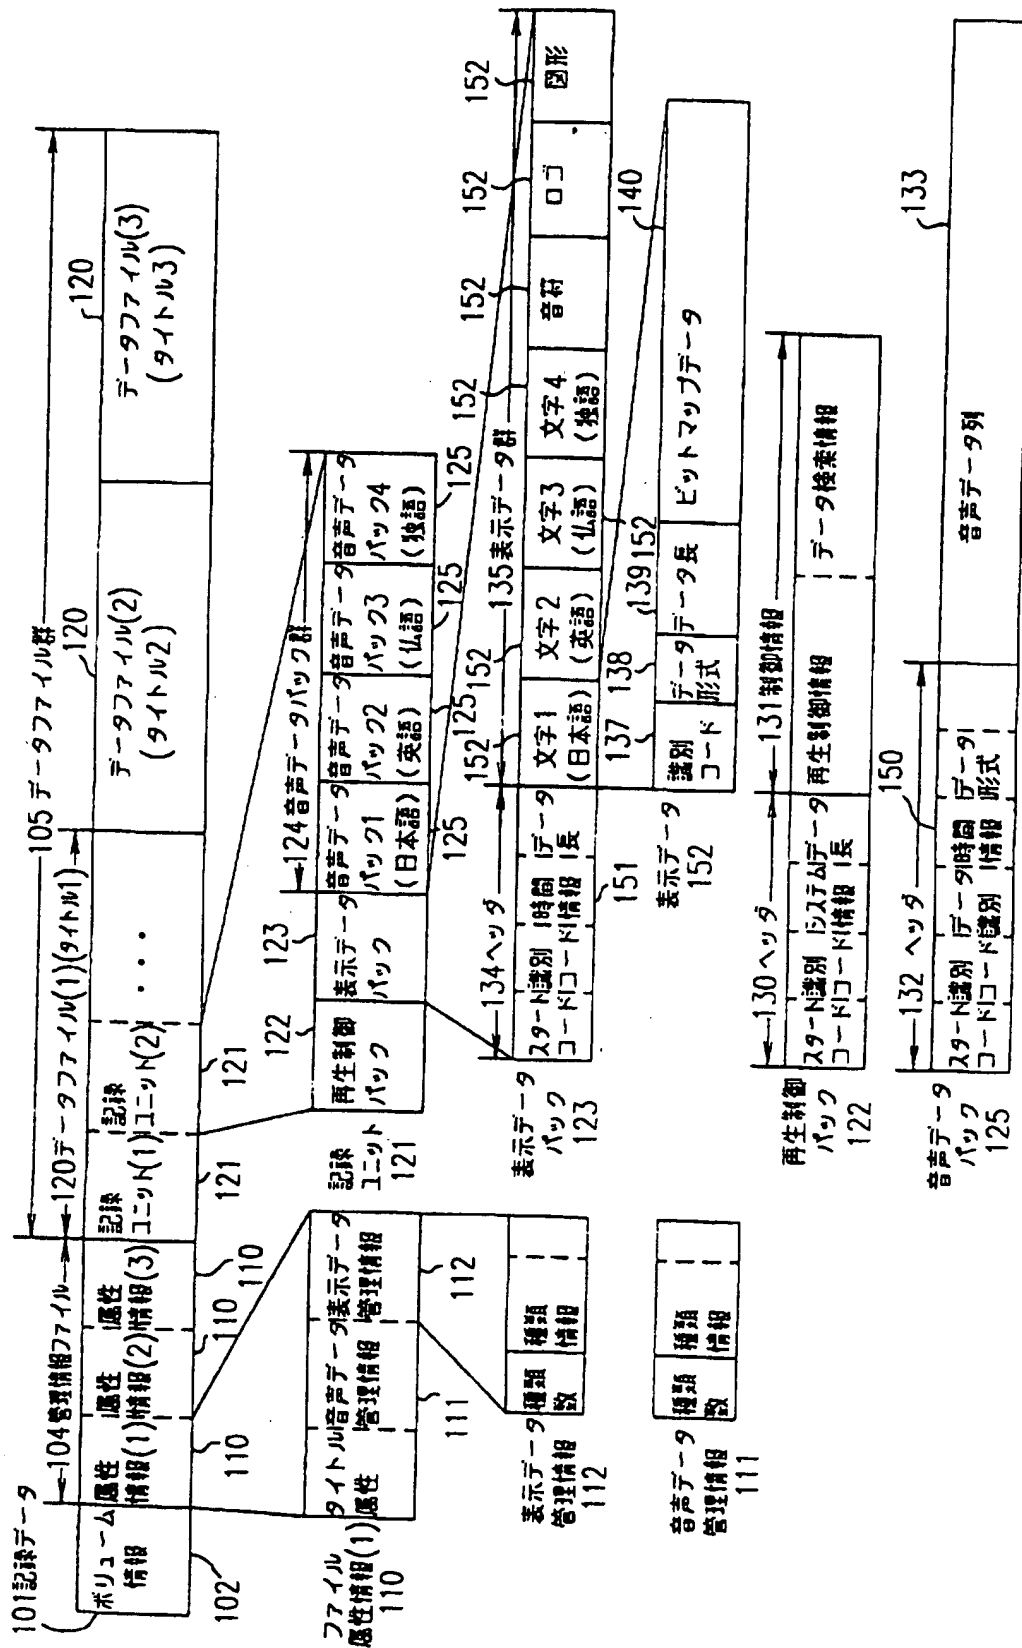 101記録データ
ボリューム
情報
102
104管理情報ファイル
属性
情報(1)
属性
情報(2)
属性
情報(3)
110
110
110
105データファイル群
120データファイル(1)(タイトル1)
記録
ユニット(1)
記録
ユニット(2)
・・・
121
121
データファイル(2)
(タイトル2)
120
データファイル(3)
(タイトル3)
120
ファイル
属性情報(1)
110
タイトル
属性
音声データ
管理情報
表示データ
管理情報
111
112
記録
ユニット
121
再生制御
パック
122
表示データ
パック
123
124音声データパック群
音声データ
パック1
(日本語)
125
音声データ
パック2
(英語)
125
音声データ
パック3
(仏語)
125
音声データ
パック4
(独語)
125
表示データ
管理情報
112
種類
数
種類
情報
表示データ
パック
123
134ヘッダ
スタート
コード
識別
コード
時間
情報
データ
長
151
135表示データ群
文字1
(日本語)
152
文字2
(英語)
152
文字3
(仏語)
152
文字4
(独語)
152
音符
152
ロゴ
152
図形
152
音声データ
管理情報
111
種類
数
種類
情報
表示データ
152
識別
コード
137
データ
形式
138
データ長
139
ビットマップデータ
140
再生制御
パック
122
130ヘッダ
スタート
コード
識別
コード
システム
情報
データ
長
131制御情報
再生制御情報
データ検索情報
音声データ
パック
125
132ヘッダ
スタート
コード
識別
コード
データ
識別
時間
情報
データ
形式
150
音声データ列
133